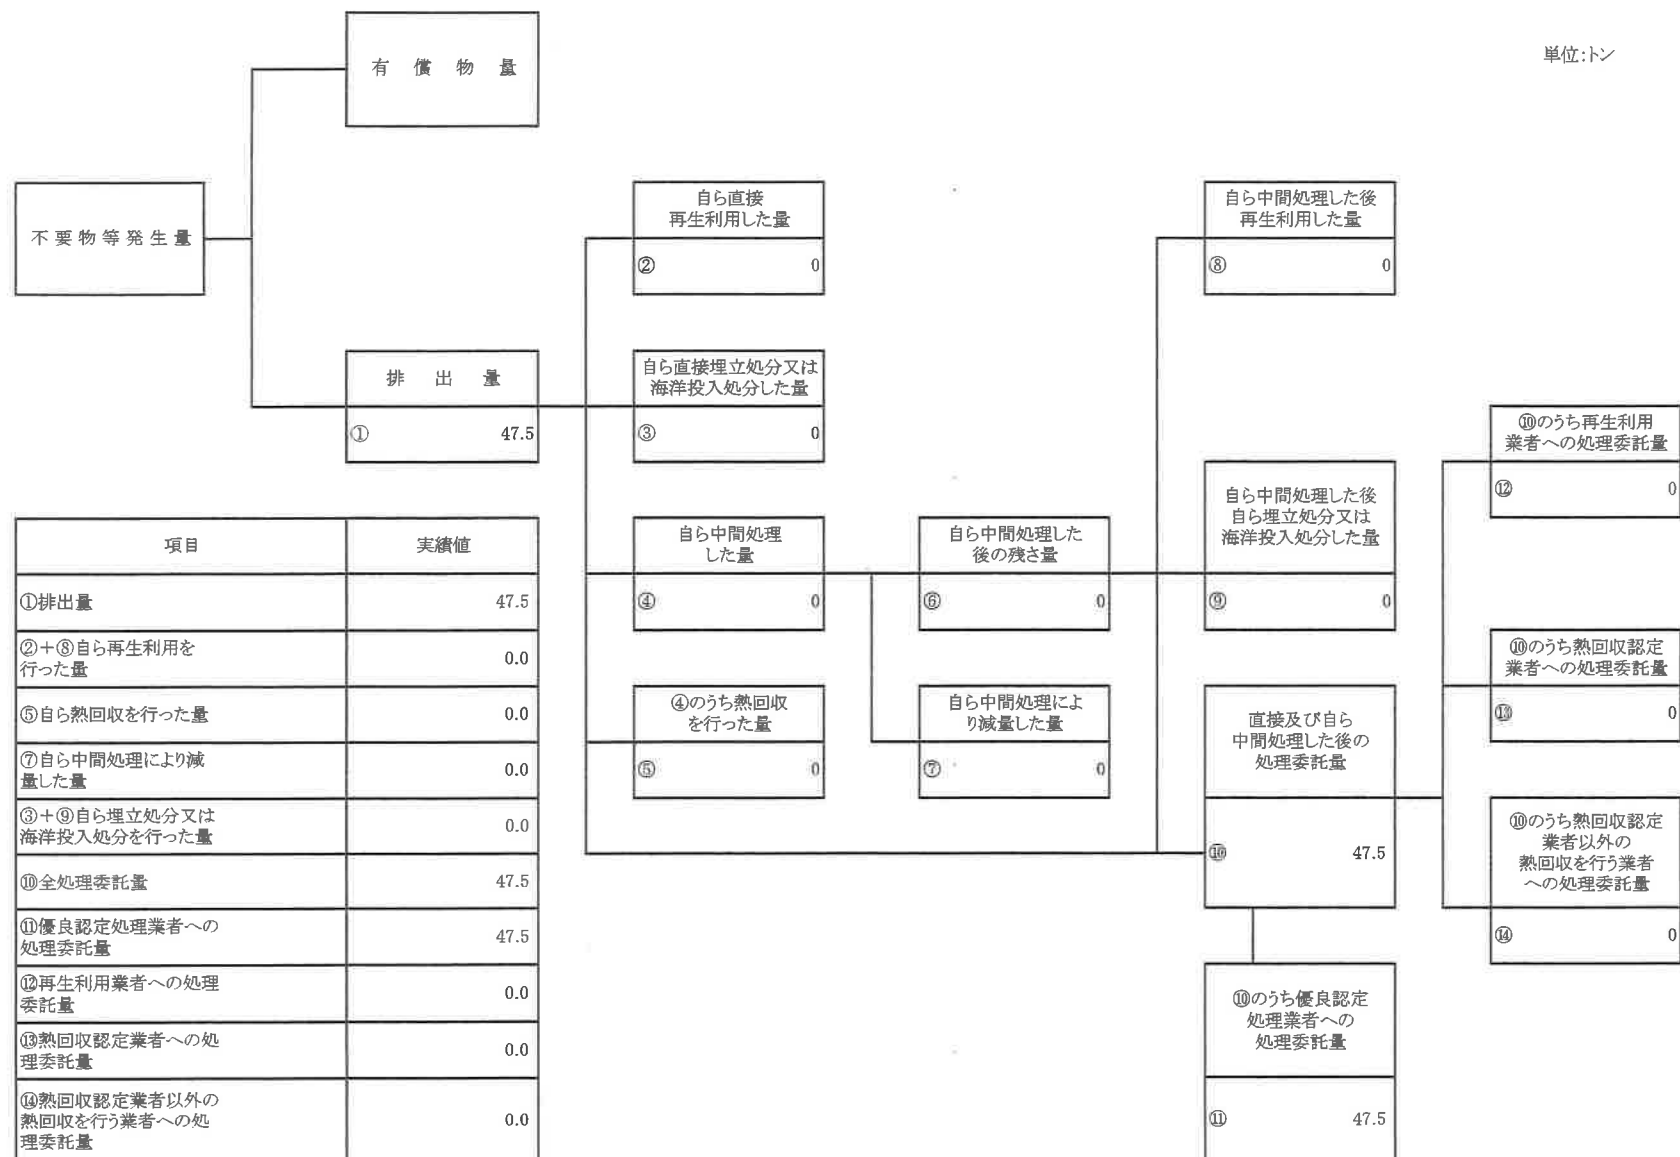 単位:トン
有償物量
不要物等発生量
排出量
① 47.5
自ら直接
再生利用した量
② 0
自ら直接埋立処分又は
海洋投入処分した量
③ 0
自ら中間処理
した量
④ 0
④のうち熱回収
を行った量
⑤ 0
自ら中間処理した
後の残さ量
⑥ 0
自ら中間処理によ
り減量した量
⑦ 0
自ら中間処理した後
再生利用した量
⑧ 0
自ら中間処理した後
自ら埋立処分又は
海洋投入処分した量
⑨ 0
直接及び自ら
中間処理した後の
処理委託量
⑩ 47.5
⑩のうち優良認定
処理業者への
処理委託量
⑪ 47.5
⑩のうち再生利用
業者への処理委託量
⑫ 0
⑩のうち熱回収認定
業者への処理委託量
⑬ 0
⑩のうち熱回収認定
業者以外の
熱回収を行う業者
への処理委託量
⑭ 0
項目 実績値
①排出量 47.5
②+⑧自ら再生利用を
行った量 0.0
⑤自ら熱回収を行った量 0.0
⑦自ら中間処理により減
量した量 0.0
③+⑨自ら埋立処分又は
海洋投入処分を行った量 0.0
⑩全処理委託量 47.5
⑪優良認定処理業者への
処理委託量 47.5
⑫再生利用業者への処理
委託量 0.0
⑬熱回収認定業者への処
理委託量 0.0
⑭熱回収認定業者以外の
熱回収を行う業者への処
理委託量 0.0